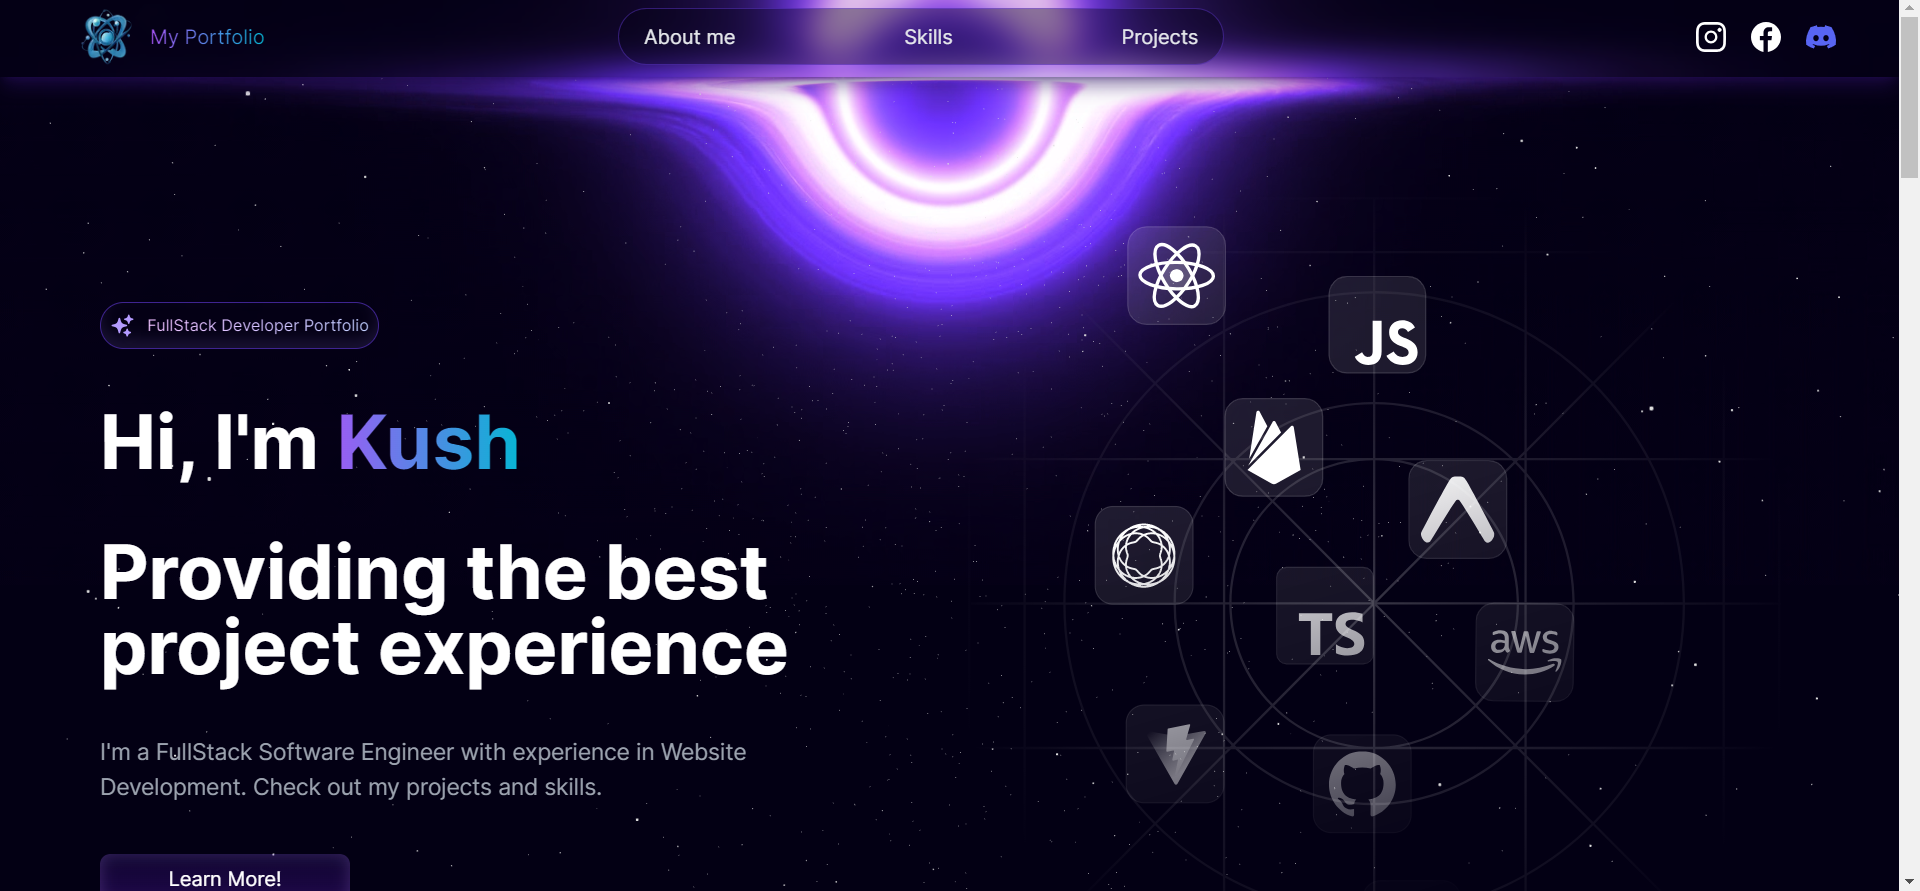 My Portfolio
About me
Skills
Projects
FullStack Developer Portfolio
Hi, I'm Kush
Providing the best
project experience
I'm a FullStack Software Engineer with experience in Website
Development. Check out my projects and skills.
Learn More!
JS
TS
aws